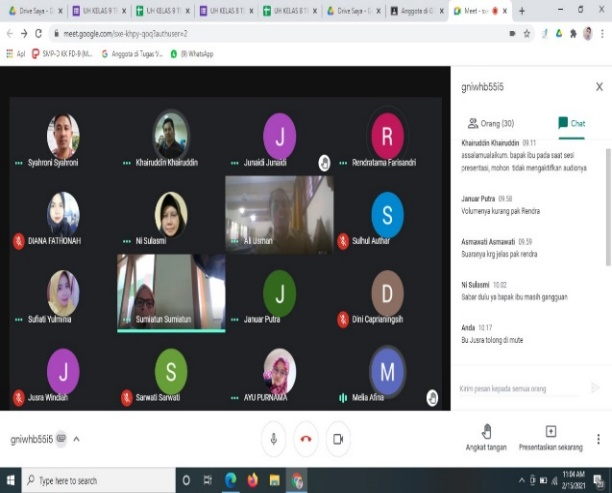 Drive Saya - G
UH KELAS 9 T
UH KELAS 9 T
UH KELAS 8 T
UH KELAS 8 T
Drive Saya - G
Anggota di G
Meet -
meet.google.com/oxe-khpy-qoq?authuser=2
Apl
SMP-3 KK FD-9
Anggota di Tugas
WhatsApp
gniwhb55i5
Orang (30)
Chat
Syahroni Syahroni
Khairuddin Khairuddin
J
Junaidi Junaidi
R
Rendratama Farisandri
DIANA FATHONAH
Ni Sulasmi
Ali Usman
S
Sulhul Authar
Sufiati Yulminia
Sumiatun Sumiatun
J
Januar Putra
D
Dini Caprianingsih
J
Jusra Windiah
S
Sarwati Sarwati
AYU PURNAMA
M
Melia Afina
Khairuddin Khairuddin 09.11
assalamualaikum, bapak ibu pada saat sesi
presentasi, mohon tidak mengaktifkan audionya
Januar Putra 09.58
Volumenya kurang pak Rendra
Asmawati Asmawati 09.59
Suaranya krg jelas pak rendra
Ni Sulasmi 10.02
Sabar dulu ya bapak ibu masih gangguan
Anda 10.17
Bu Jusra tolong di mute
Kirim pesan kepada semua orang
gniwhb55i5
Angkat tangan
Presentasikan sekarang
Type here to search
11:04 AM
2/15/2021